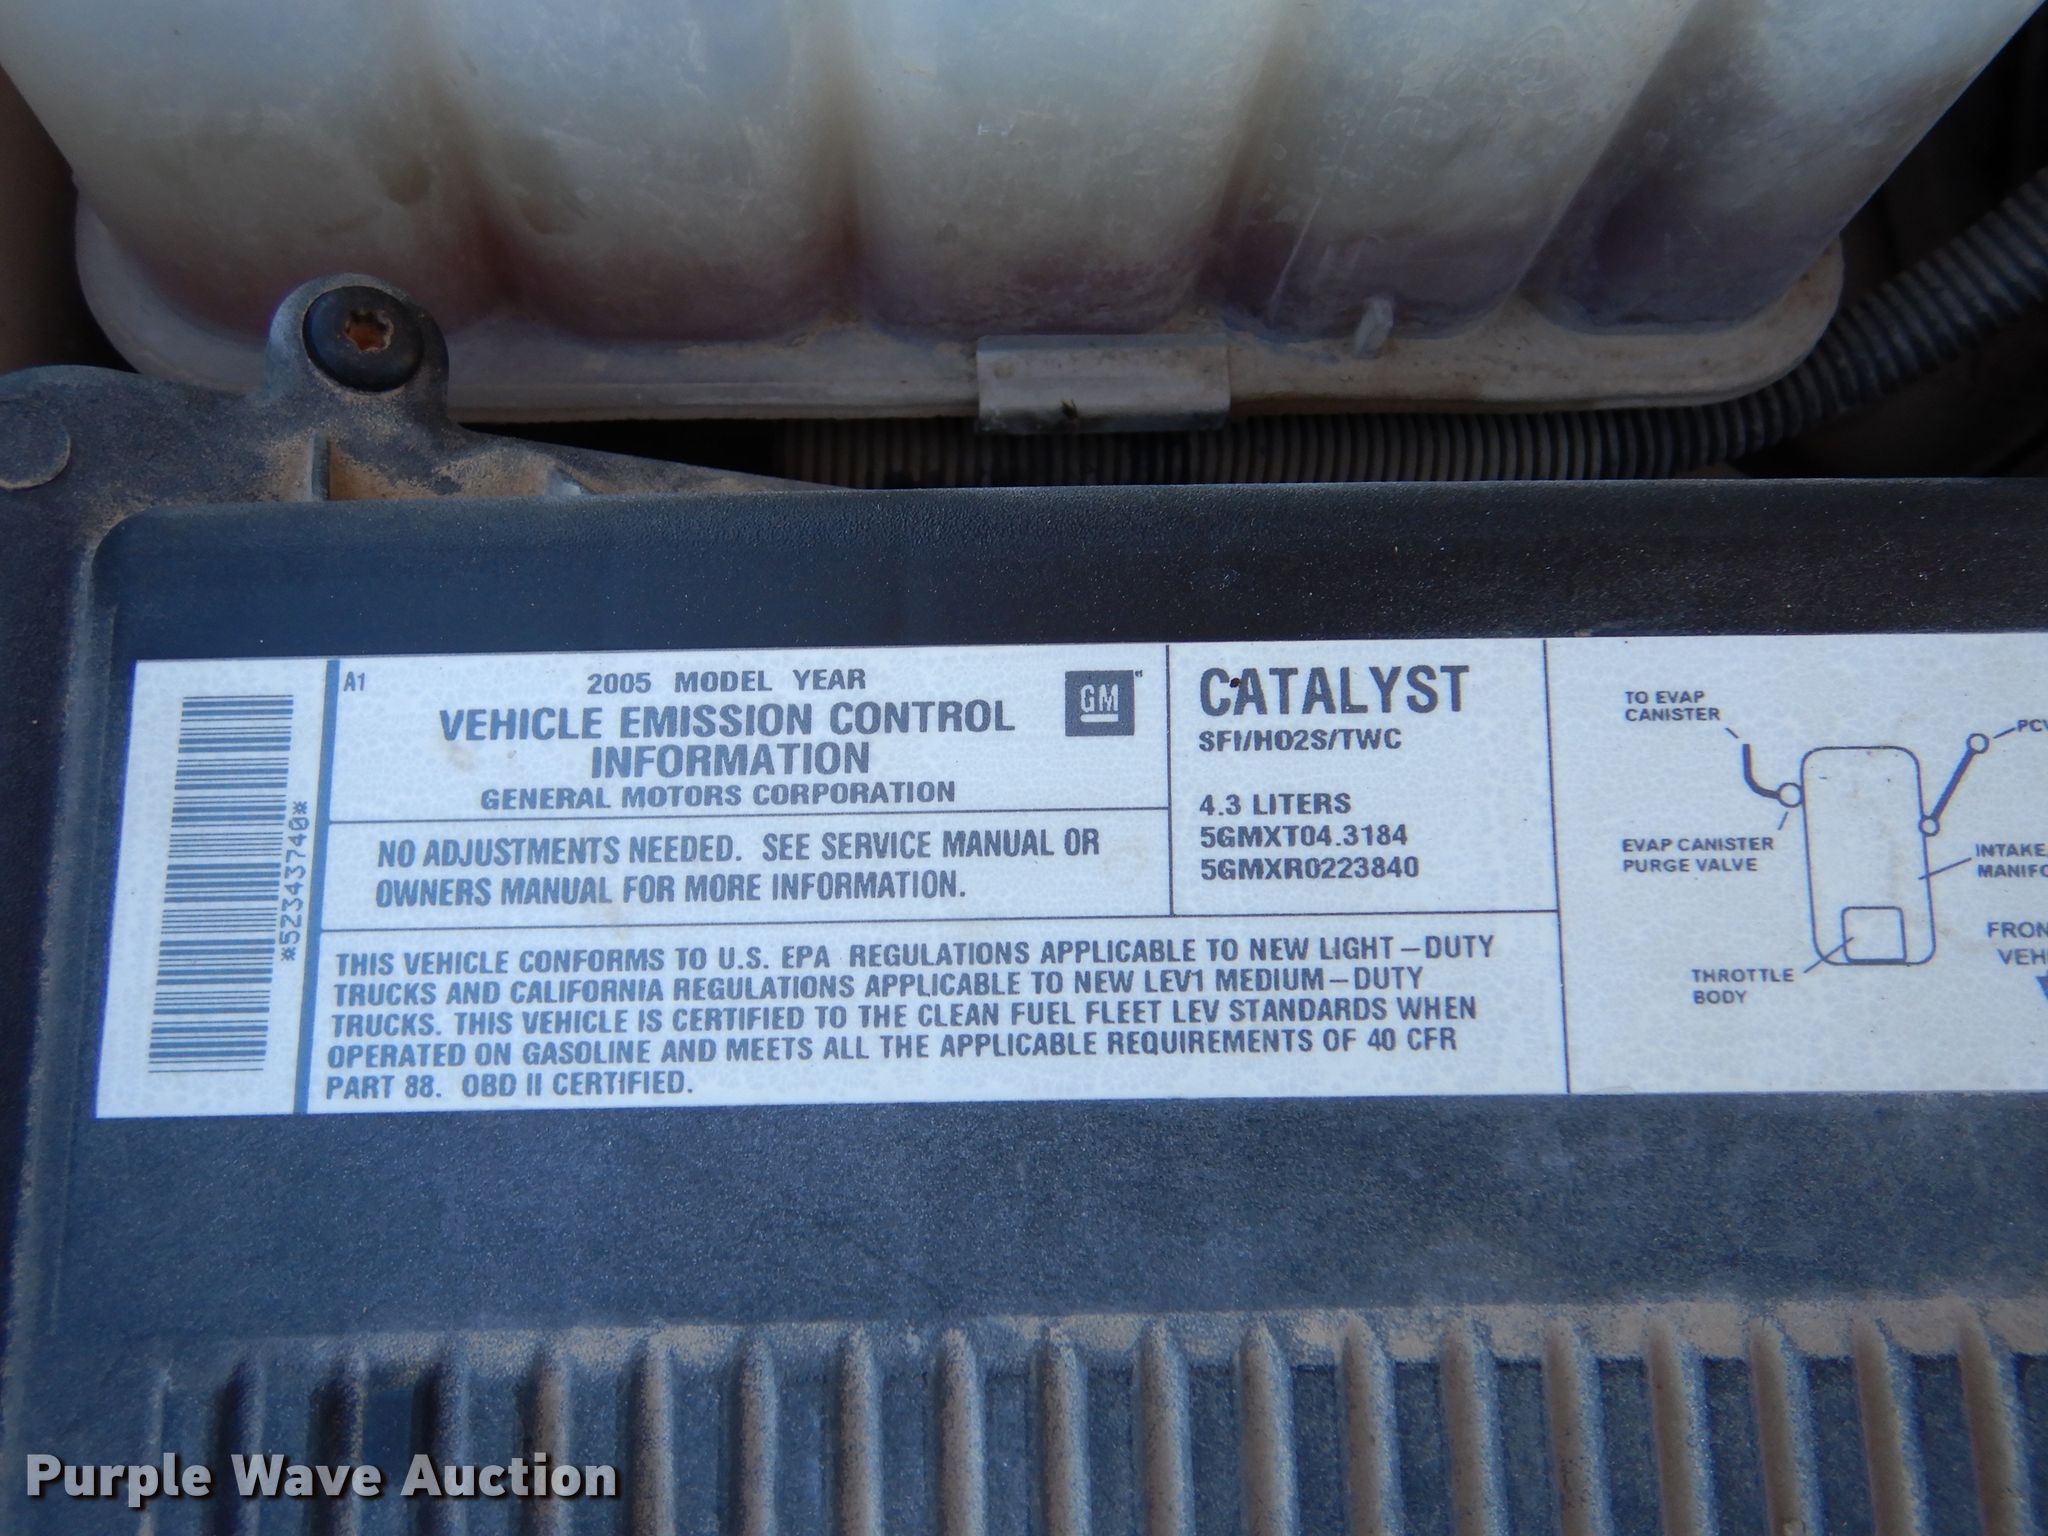 *52343740*
A1
2005 MODEL YEAR
VEHICLE EMISSION CONTROL
INFORMATION
GENERAL MOTORS CORPORATION
GM
NO ADJUSTMENTS NEEDED. SEE SERVICE MANUAL OR
OWNERS MANUAL FOR MORE INFORMATION.
CATALYST
SFI/HO2S/TWC
4.3 LITERS
5GMXT04.3184
5GMXR0223840
THIS VEHICLE CONFORMS TO U.S. EPA REGULATIONS APPLICABLE TO NEW LIGHT-DUTY
TRUCKS AND CALIFORNIA REGULATIONS APPLICABLE TO NEW LEV1 MEDIUM-DUTY
TRUCKS. THIS VEHICLE IS CERTIFIED TO THE CLEAN FUEL FLEET LEV STANDARDS WHEN
OPERATED ON GASOLINE AND MEETS ALL THE APPLICABLE REQUIREMENTS OF 40 CFR
PART 88. OBD II CERTIFIED.
TO EVAP
CANISTER
EVAP CANISTER
PURGE VALVE
THROTTLE
BODY
INTAKE
Purple Wave Auction